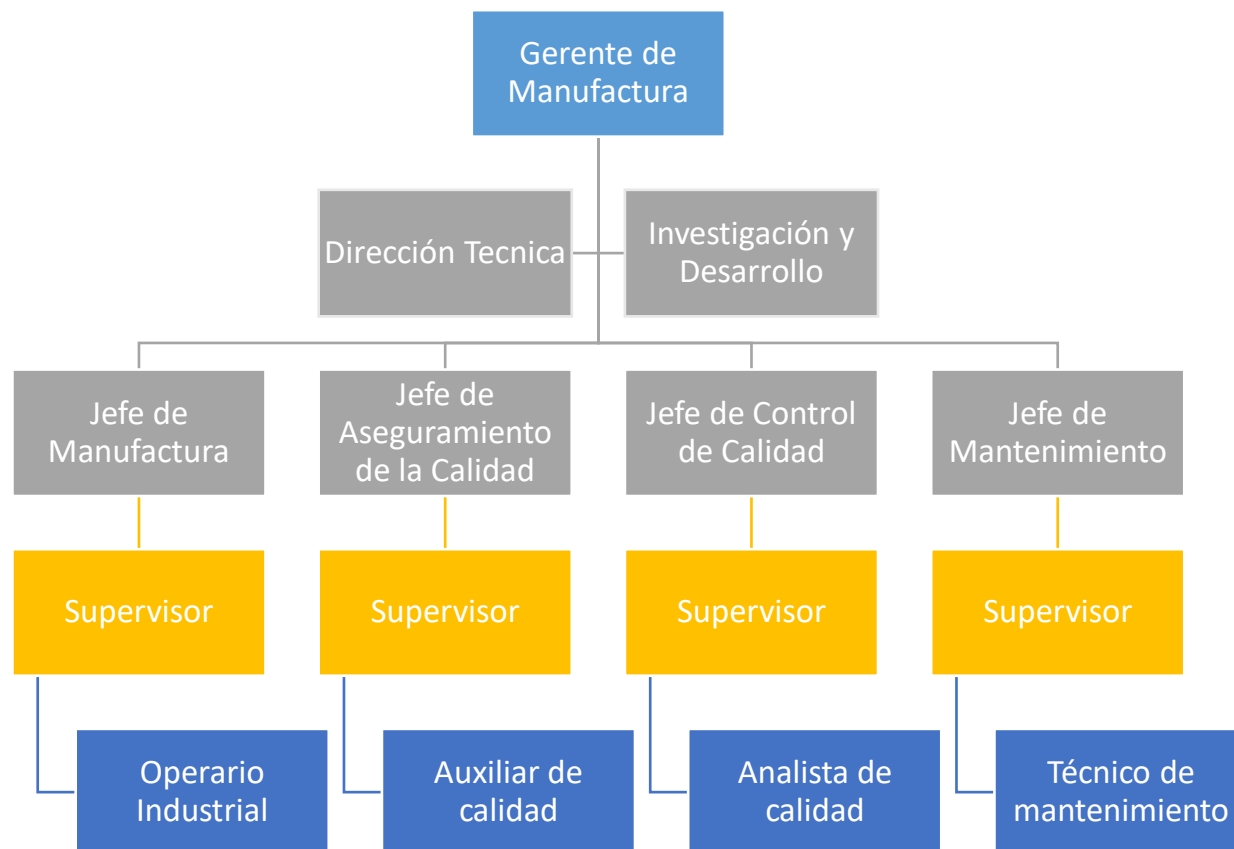 Gerente de
Manufactura
Dirección Tecnica
Investigación y
Desarrollo
Jefe de
Manufactura
Jefe de
Aseguramiento
de la Calidad
Jefe de Control
de Calidad
Jefe de
Mantenimiento
Supervisor
Supervisor
Supervisor
Supervisor
Operario
Industrial
Auxiliar de
calidad
Analista de
calidad
Técnico de
mantenimiento